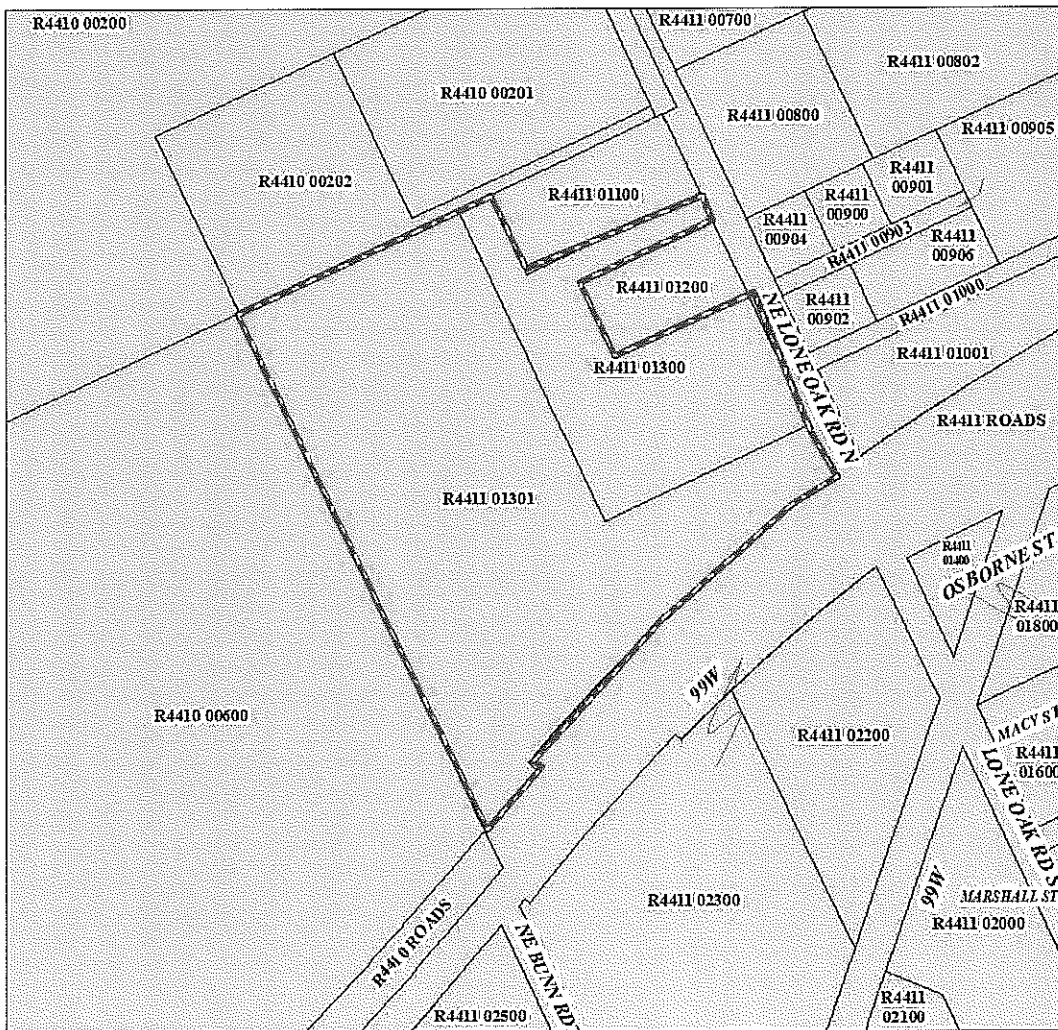 R4410 00200
R4411 00700
R4411 00802
R4410 00201
R4411 00800
R4411 00905
R4411
00901
R4410 00202
R4411 01100
R4411
00900
R4411
00904
R4411 00903
R4411
00906
R4411 01200
R4411
00902
R4411 01000
NE LONE OAK RD N
R4411 01001
R4411 01300
R4411 ROADS
R4411 01301
R4411
01400
OSBORNE ST
R4411
01800
99W
R4410 00600
R4411 02200
MACY ST
R4411
01600
LONE OAK RD S
R4411 02300
99W
MARSHALL ST
R4411 02000
R4410 ROADS
NE BUNN RD
R4411 02500
R4411
02100